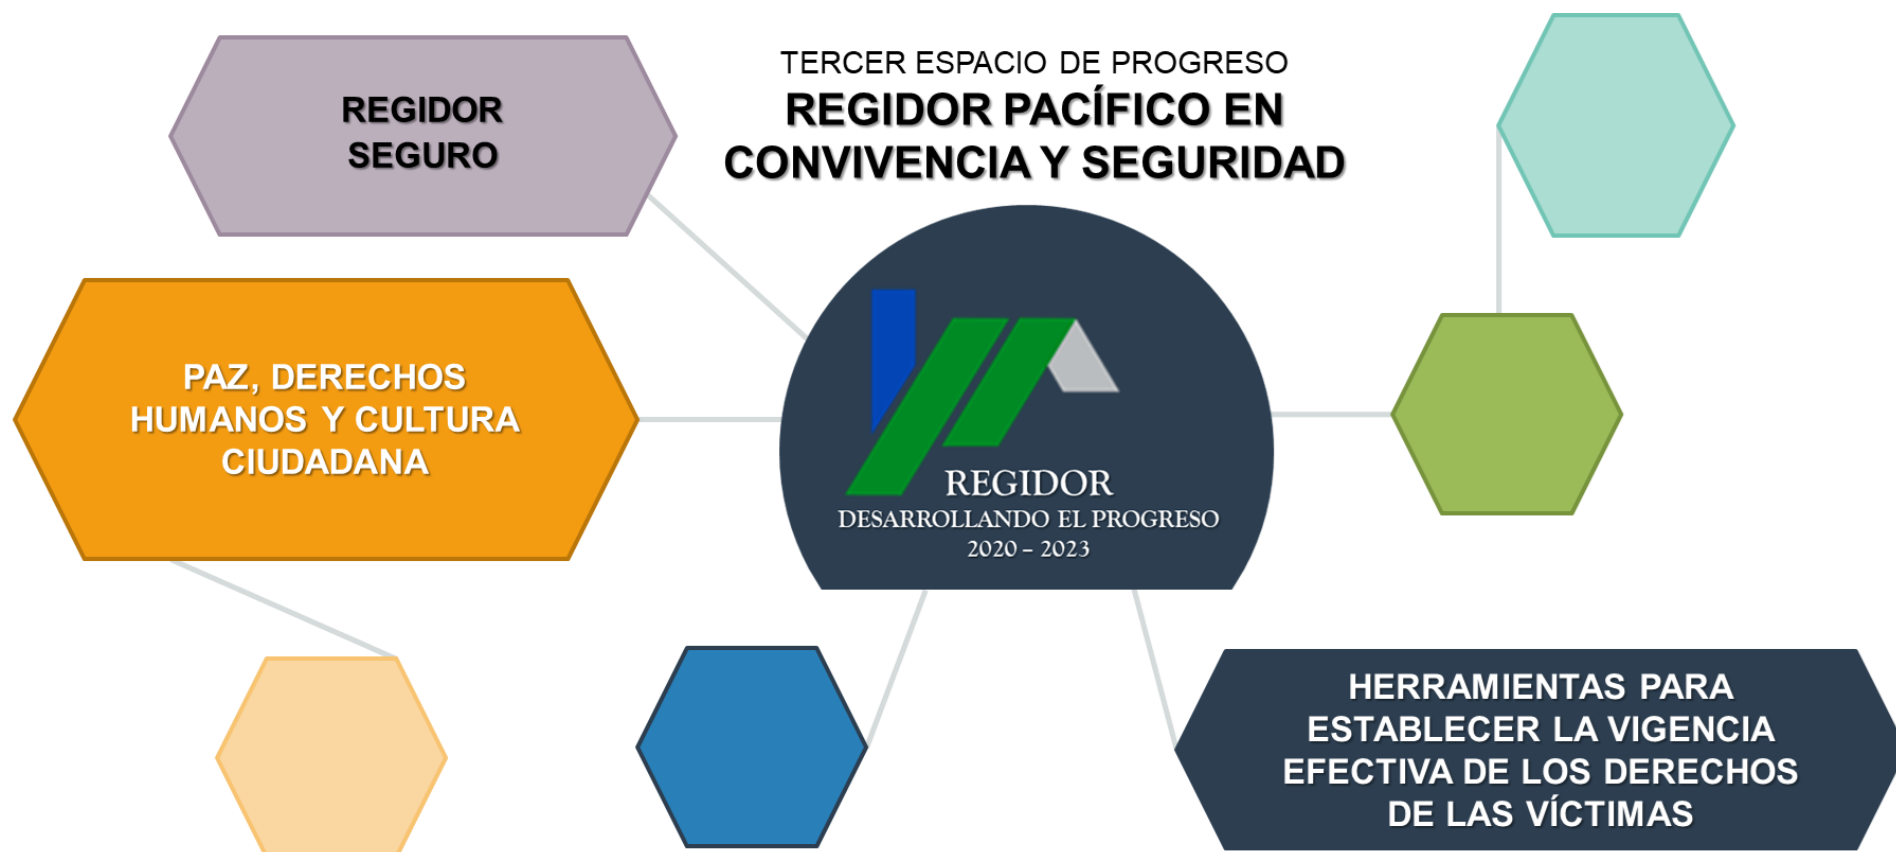 TERCER ESPACIO DE PROGRESO
REGIDOR PACÍFICO EN
CONVIVENCIA Y SEGURIDAD
REGIDOR
SEGURO
PAZ, DERECHOS
HUMANOS Y CULTURA
CIUDADANA
REGIDOR
DESARROLLANDO EL PROGRESO
2020 – 2023
HERRAMIENTAS PARA
ESTABLECER LA VIGENCIA
EFECTIVA DE LOS DERECHOS
DE LAS VÍCTIMAS